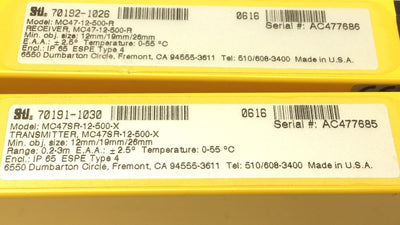 Sti 70192-1026 0616 Serial #: AC477686
Model: MC47-12-500-R
RECEIVER, MC47-12-500-R
Min. obj. size: 12mm/19mm/26mm
E.A.A.: ± 2.5° Temperature: 0-55 °C
Encl.: IP 65 ESPE Type 4
6550 Dumbarton Circle, Fremont, CA 94555-3611 Tel: 510/608-3400 Made in U.S.A.
Sti 70191-1030 0616 Serial #: AC477685
Model: MC47SR-12-500-X
TRANSMITTER, MC47SR-12-500-X
Min. obj. size: 12mm/19mm/26mm
Range: 0.2-3m E.A.A.: ± 2.5° Temperature: 0-55 °C
Encl.: IP 65 ESPE Type 4
6550 Dumbarton Circle, Fremont, CA 94555-3611 Tel: 510/608-3400 Made in U.S.A.